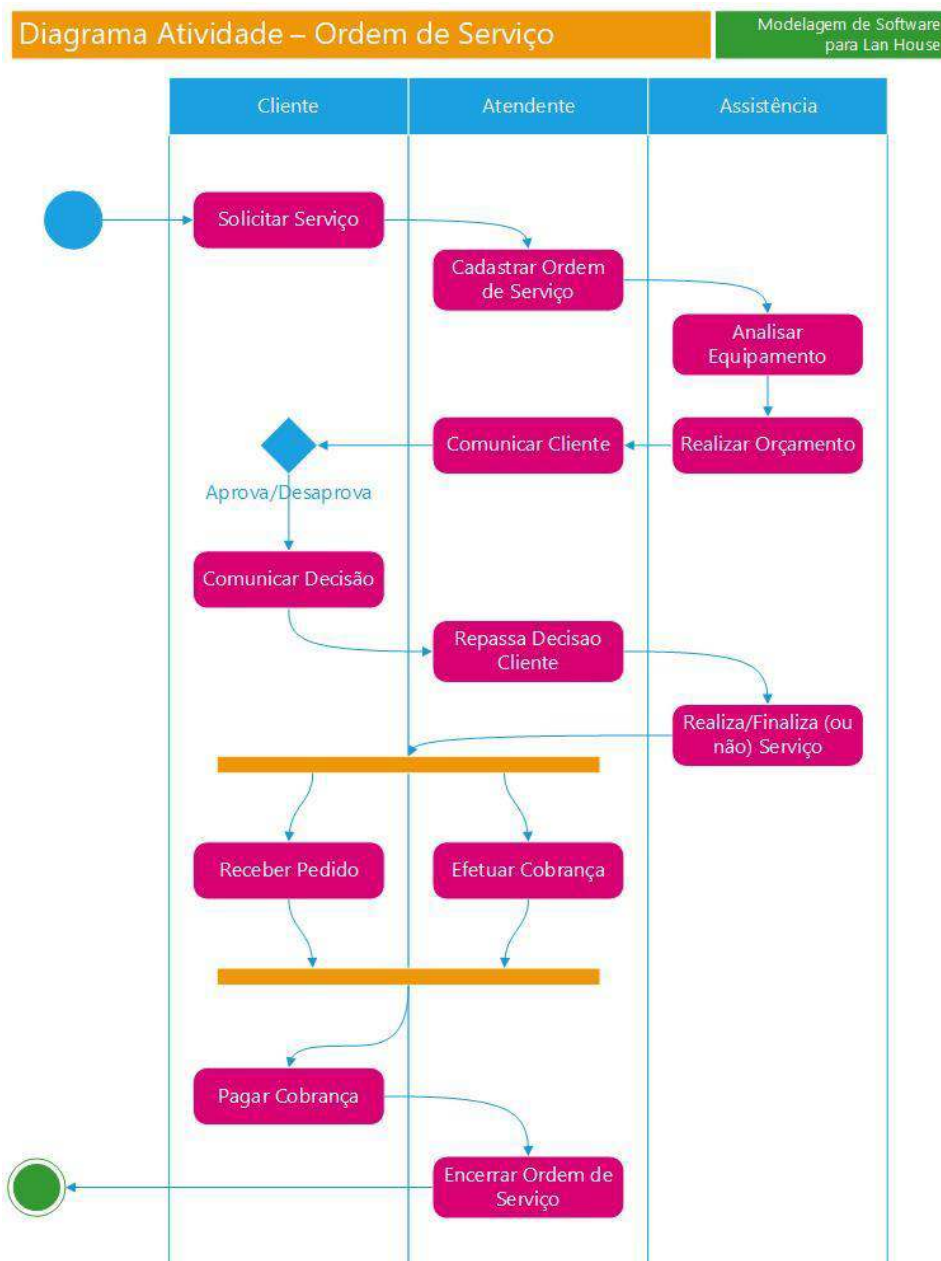 Diagrama Atividade – Ordem de Serviço
Modelagem de Software
para Lan House
Cliente
Atendente
Assistência
Solicitar Serviço
Cadastrar Ordem
de Serviço
Analisar
Equipamento
Realizar Orçamento
Comunicar Cliente
Aprova/Desaprova
Comunicar Decisão
Repassa Decisao
Cliente
Realiza/Finaliza (ou
não) Serviço
Receber Pedido
Efetuar Cobrança
Pagar Cobrança
Encerrar Ordem de
Serviço